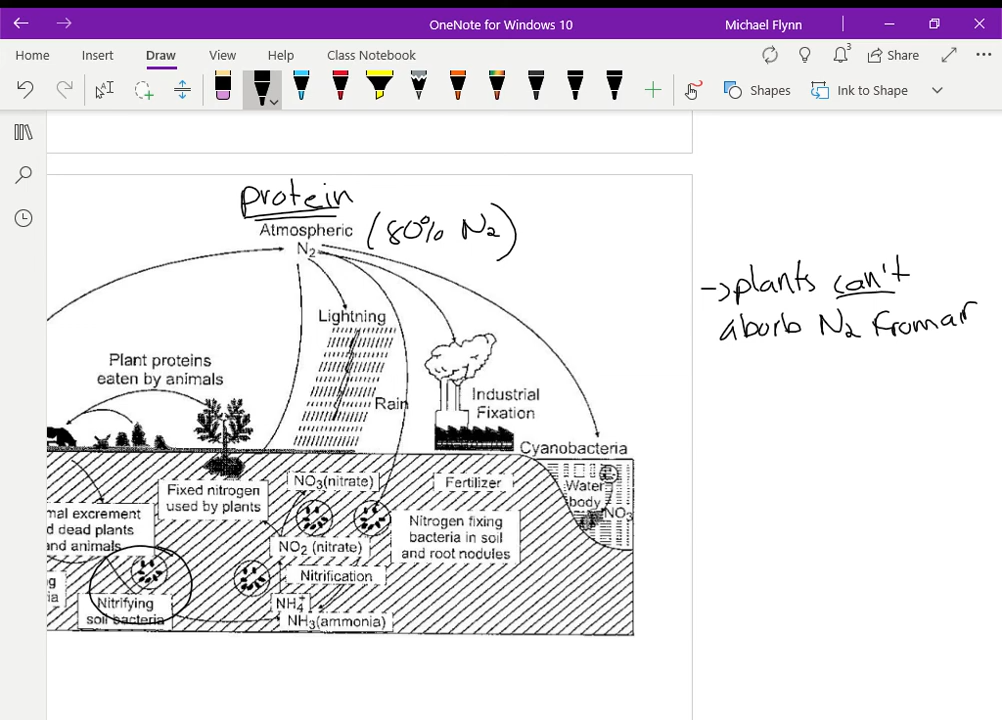 OneNote for Windows 10
Michael Flynn
Home
Insert
Draw
View
Help
Class Notebook
3
Share
Shapes
Ink to Shape
protein
Atmospheric
N2
(80% N2)
→ plants can't
aborb N2 from air
Lightning
Rain
Plant proteins
eaten by animals
Industrial
Fixation
Cyanobacteria
Water
body
NO3
Fixed nitrogen
used by plants
NO3(nitrate)
Fertilizer
mal excrement
d dead plants
and animals
NO2 (nitrate)
Nitrogen fixing
bacteria in soil
and root nodules
Nitrification
ng
ia
Nitrifying
soil bacteria
NH4+
NH3(ammonia)